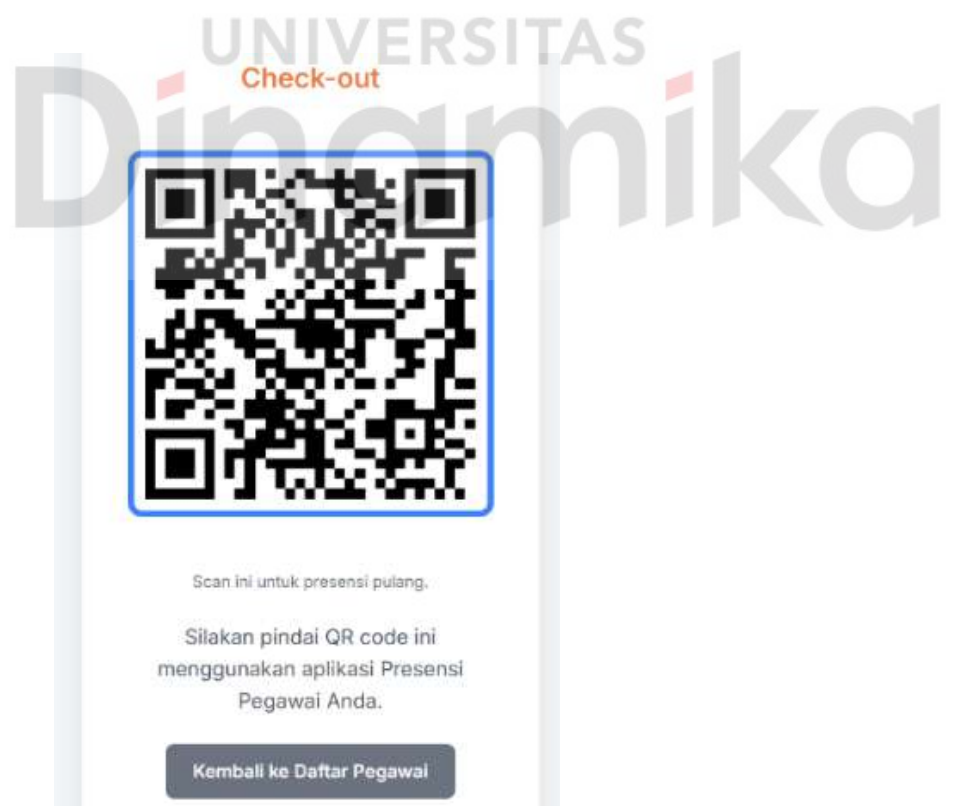 UNIVERSITAS
Dinamika
Check-out
Scan ini untuk presensi pulang.
Silakan pindai QR code ini
menggunakan aplikasi Presensi
Pegawai Anda.
Kembali ke Daftar Pegawai